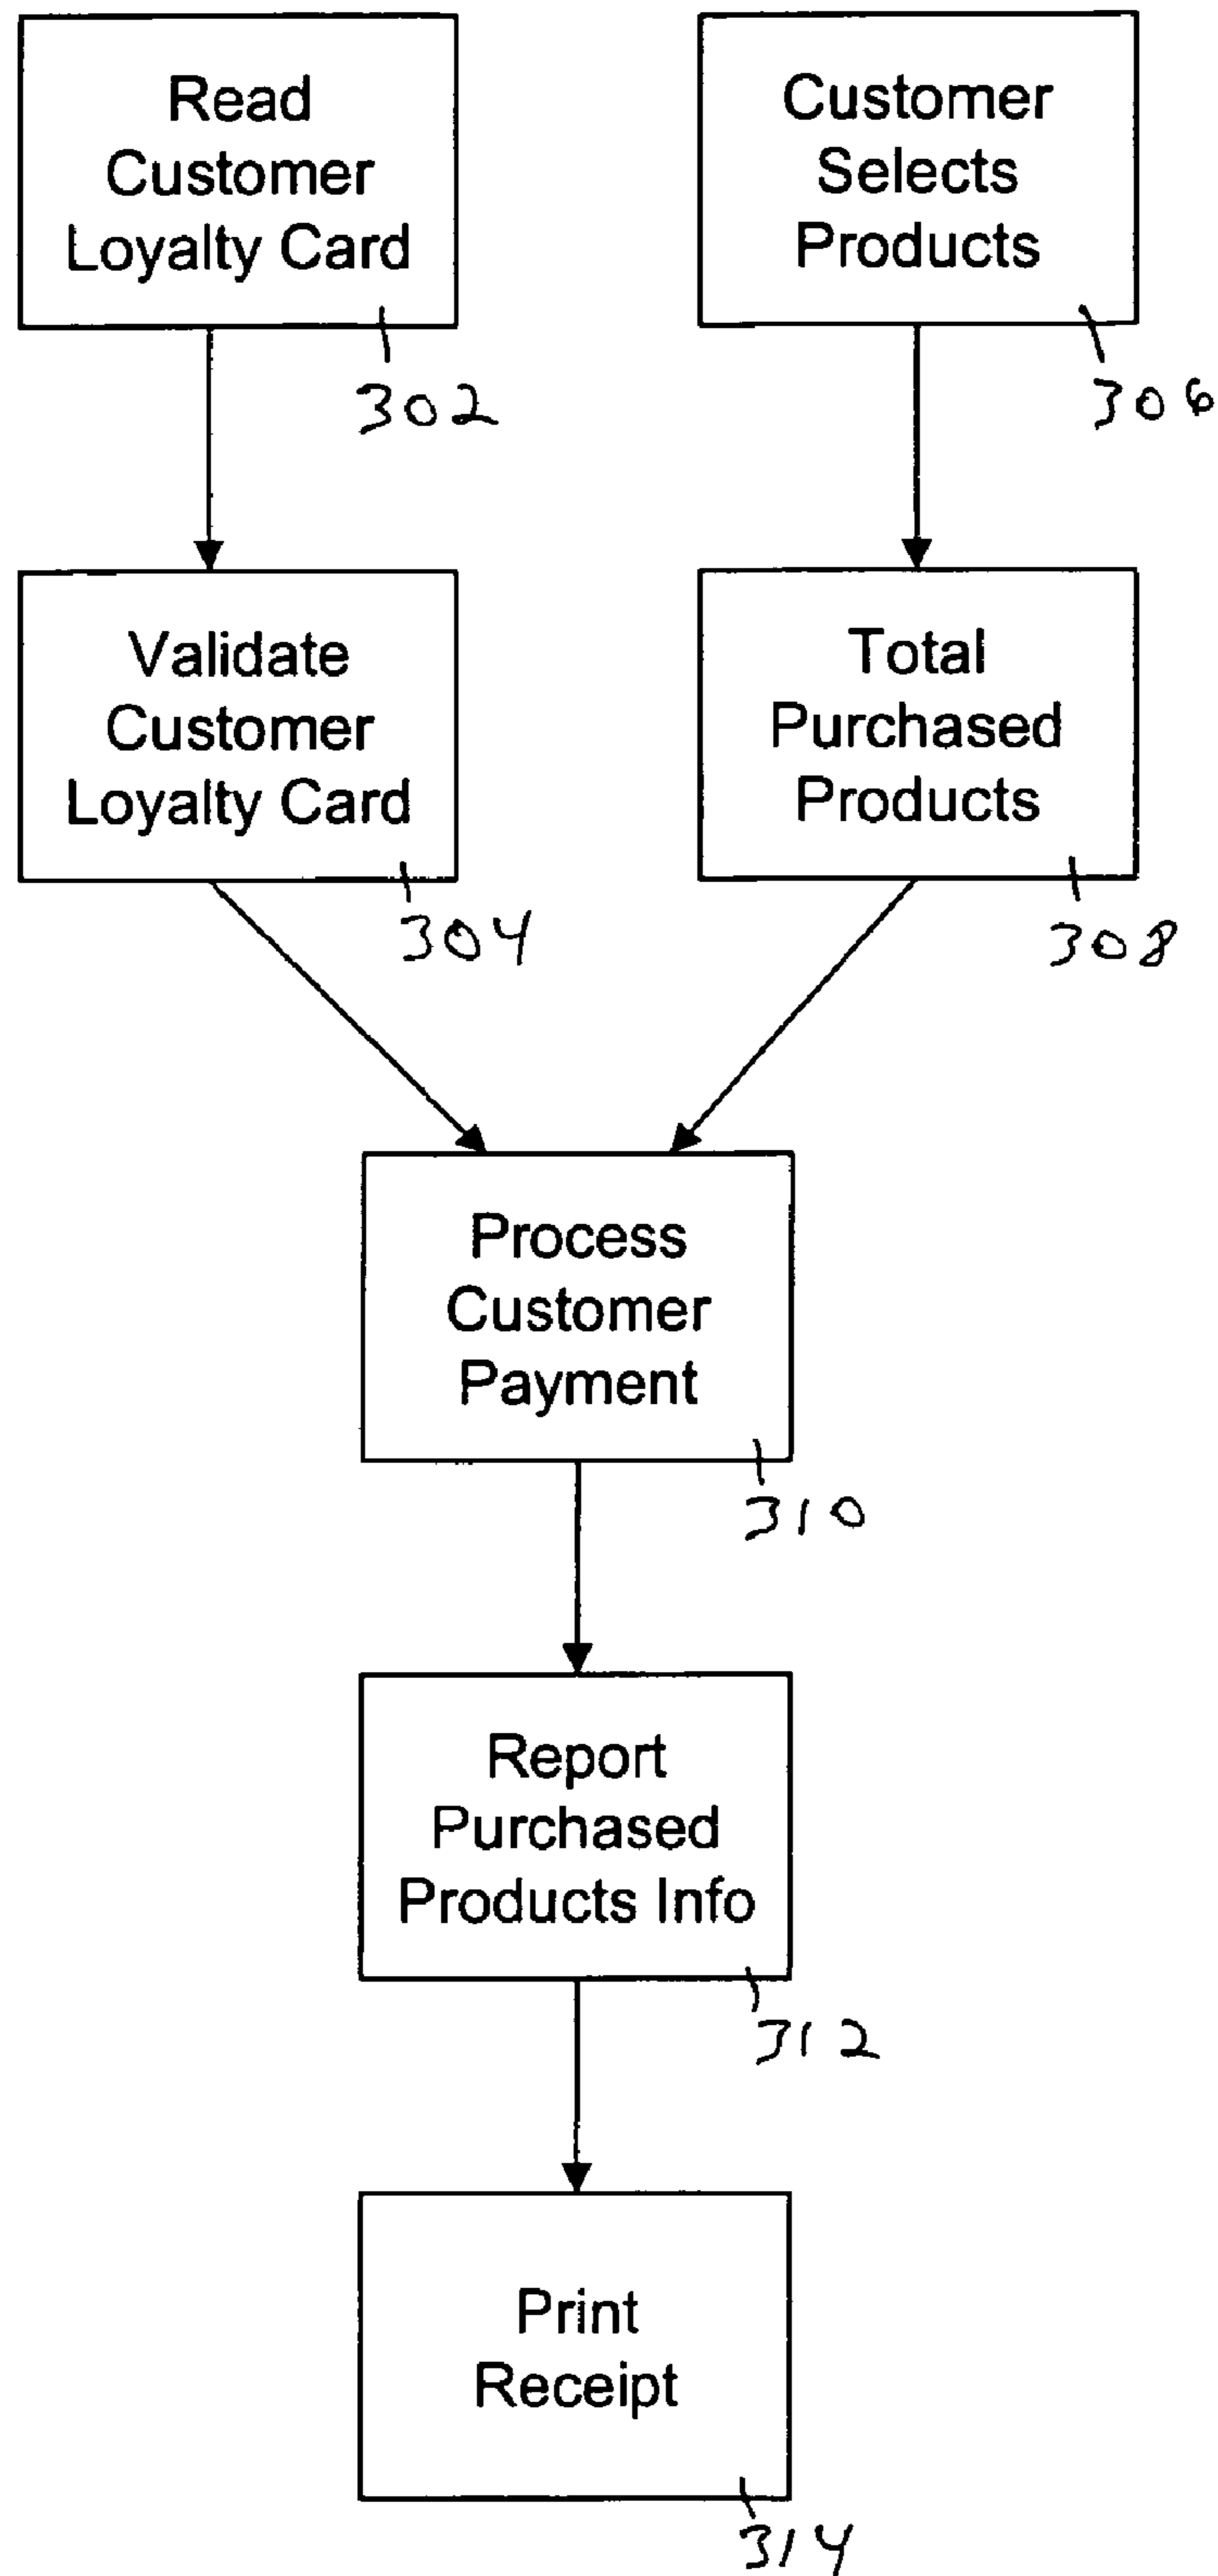 Read
Customer
Loyalty Card
302
Customer
Selects
Products
306
Validate
Customer
Loyalty Card
304
Total
Purchased
Products
308
Process
Customer
Payment
310
Report
Purchased
Products Info
312
Print
Receipt
314